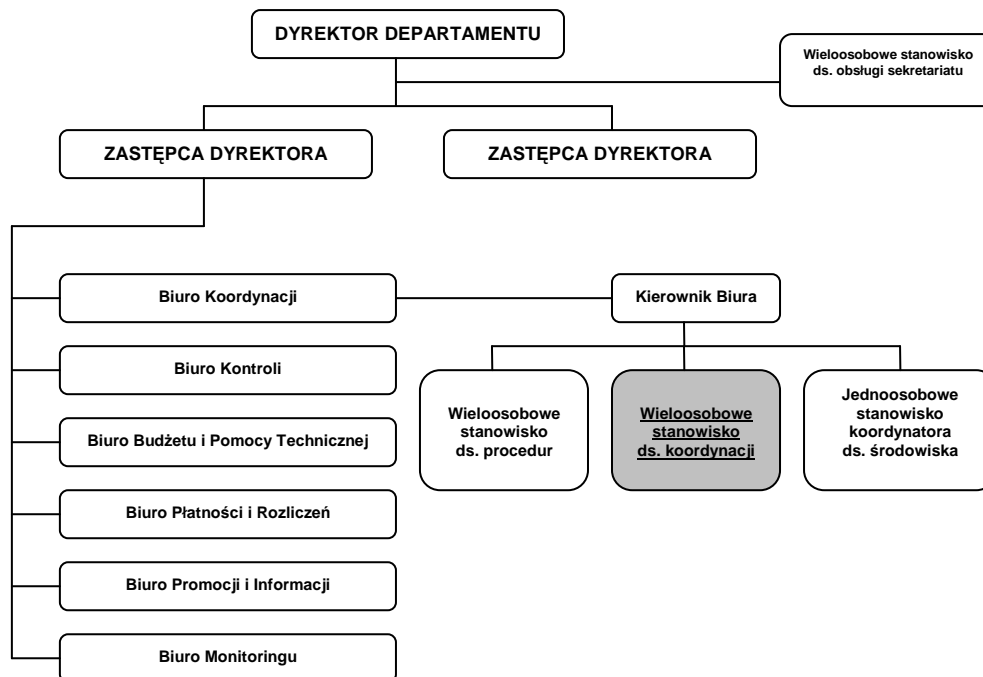 DYREKTOR DEPARTAMENTU
Wieloosobowe stanowisko
ds. obsługi sekretariatu
ZASTĘPCA DYREKTORA
ZASTĘPCA DYREKTORA
Biuro Koordynacji
Kierownik Biura
Biuro Kontroli
Wieloosobowe
stanowisko
ds. procedur
Wieloosobowe
stanowisko
ds. koordynacji
Jednoosobowe
stanowisko
koordynatora
ds. środowiska
Biuro Budżetu i Pomocy Technicznej
Biuro Płatności i Rozliczeń
Biuro Promocji i Informacji
Biuro Monitoringu